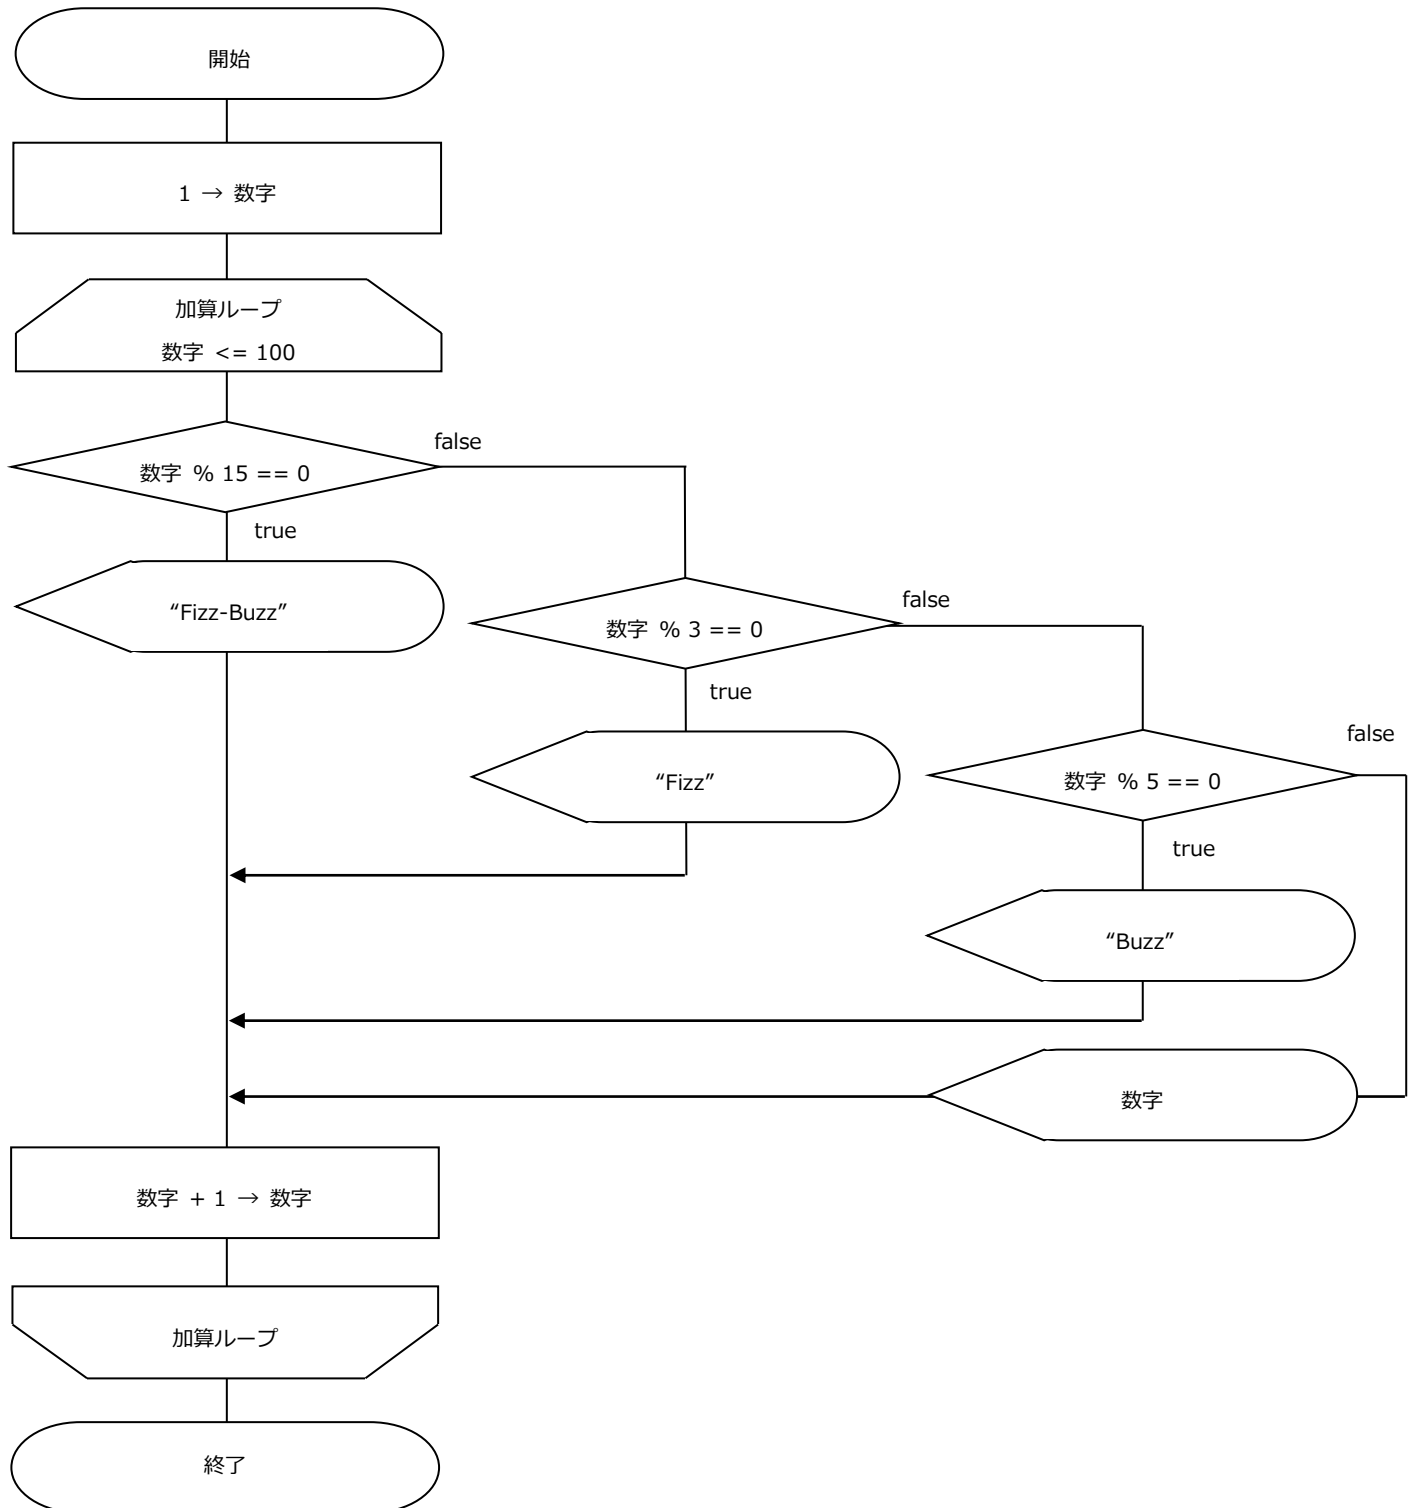 開始
1 → 数字
加算ループ
数字 <= 100
false
数字 % 15 == 0
true
“Fizz-Buzz”
false
数字 % 3 == 0
true
“Fizz”
false
数字 % 5 == 0
true
“Buzz”
数字
数字 + 1 → 数字
加算ループ
終了